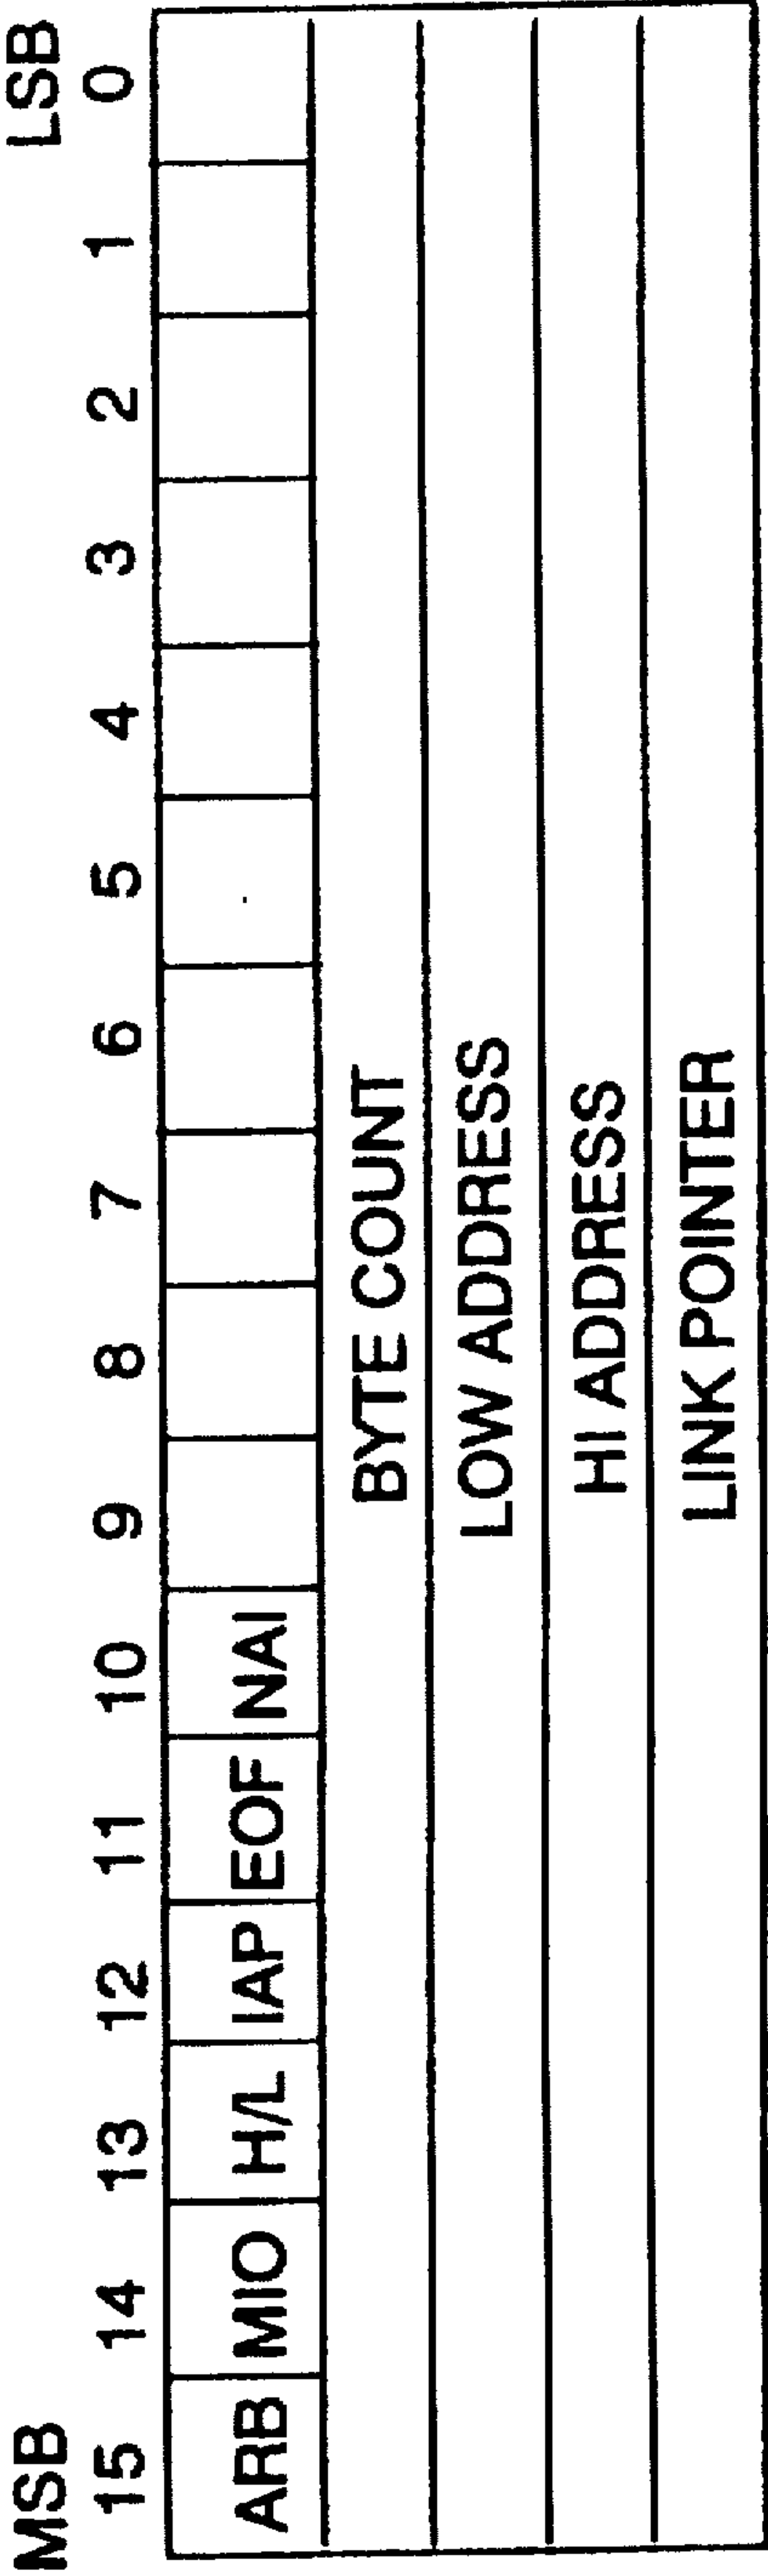 MSB LSB
15 14 13 12 11 10 9 8 7 6 5 4 3 2 1 0
ARB MIO H/L IAP EOF NAI
BYTE COUNT
LOW ADDRESS
HI ADDRESS
LINK POINTER